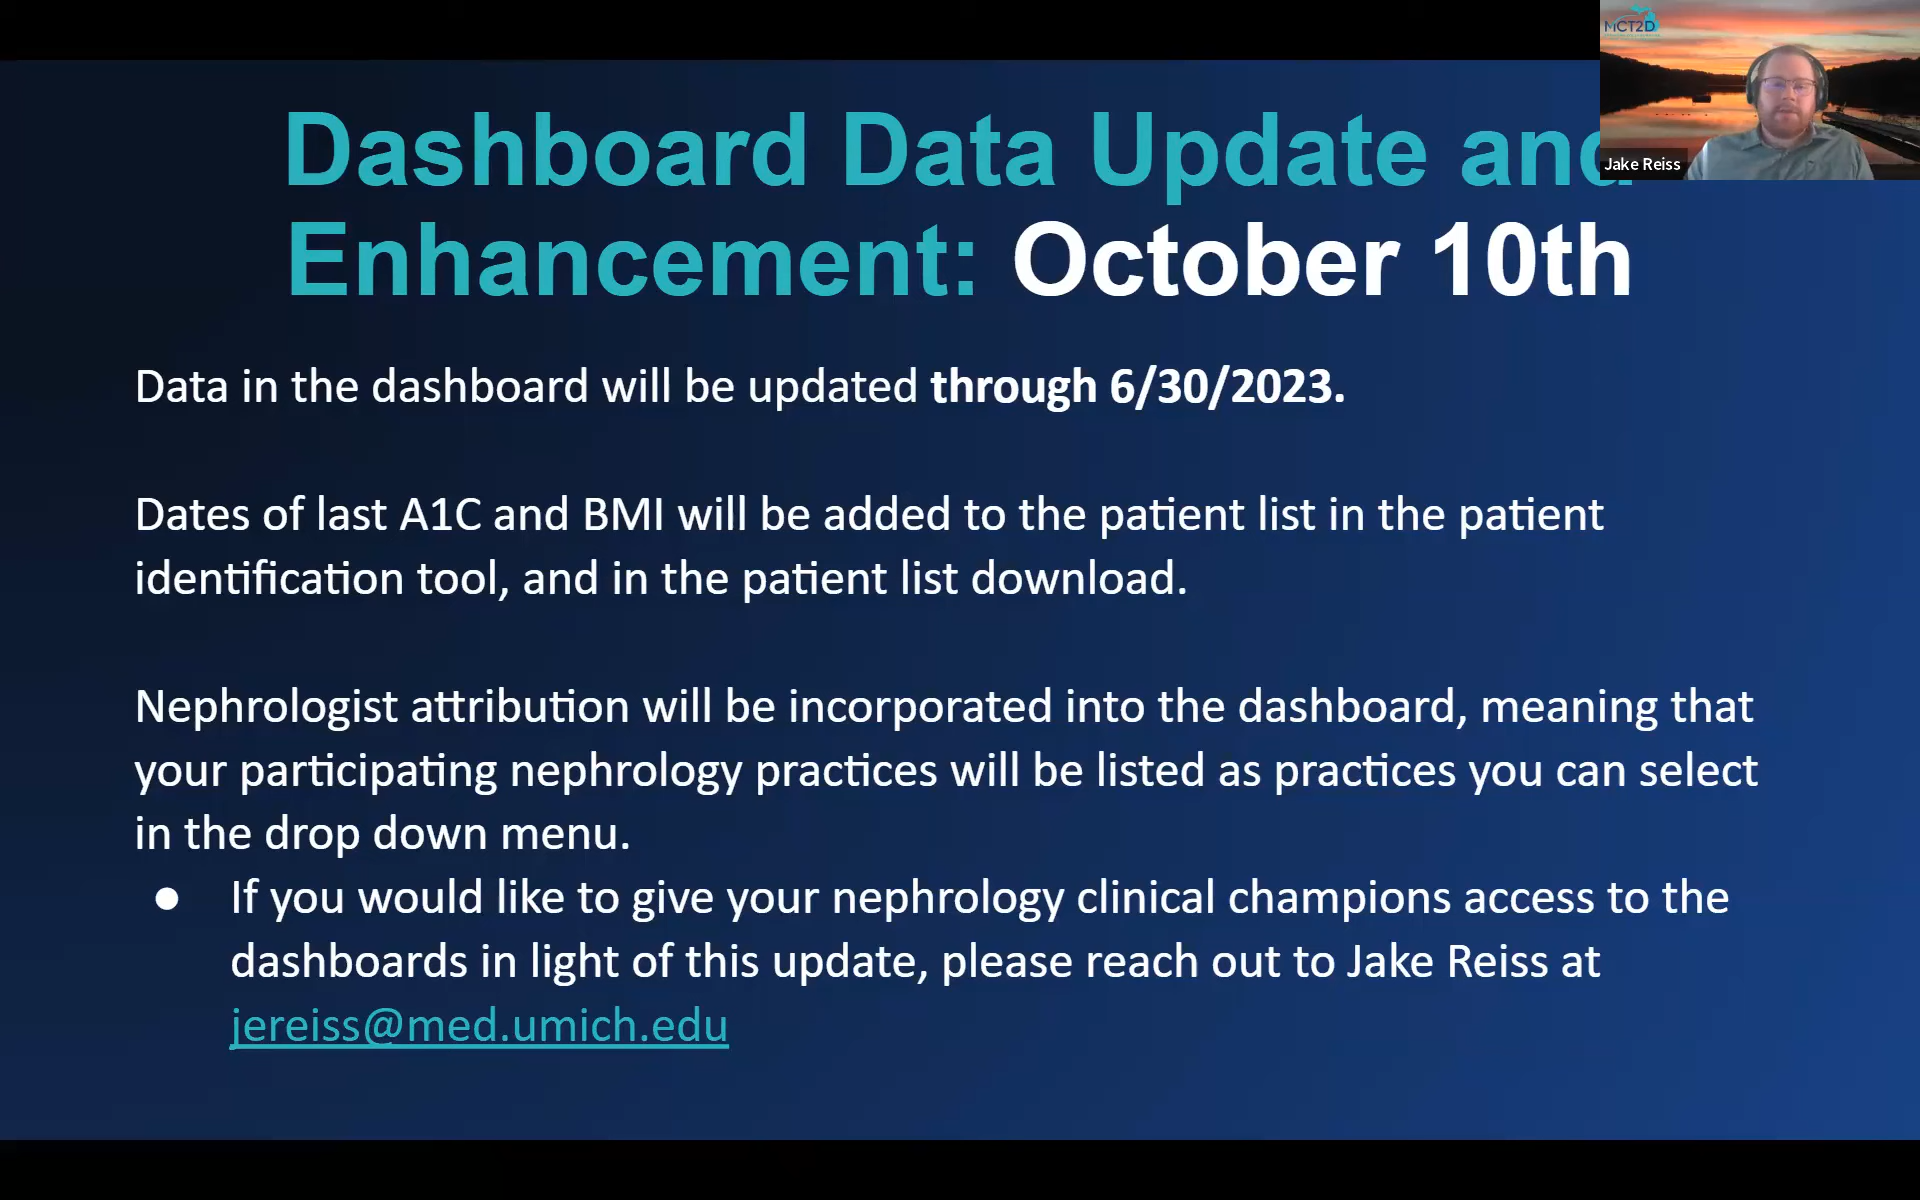 MCT2D
Jake Reiss
Dashboard Data Update and
Enhancement: October 10th
Data in the dashboard will be updated through 6/30/2023.
Dates of last A1C and BMI will be added to the patient list in the patient
identification tool, and in the patient list download.
Nephrologist attribution will be incorporated into the dashboard, meaning that
your participating nephrology practices will be listed as practices you can select
in the drop down menu.
● If you would like to give your nephrology clinical champions access to the
dashboards in light of this update, please reach out to Jake Reiss at
jereiss@med.umich.edu